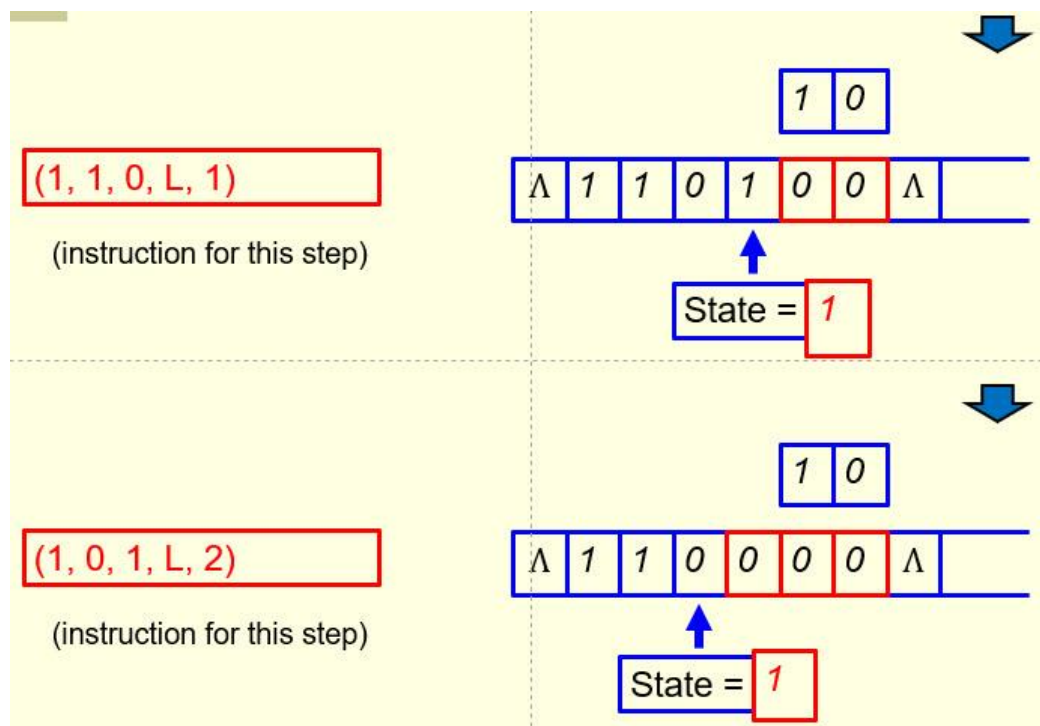 1 0
(1, 1, 0, L, 1)
Λ 1 1 0 1 0 0 Λ
(instruction for this step)
State = 1
1 0
(1, 0, 1, L, 2)
Λ 1 1 0 0 0 0 Λ
(instruction for this step)
State = 1